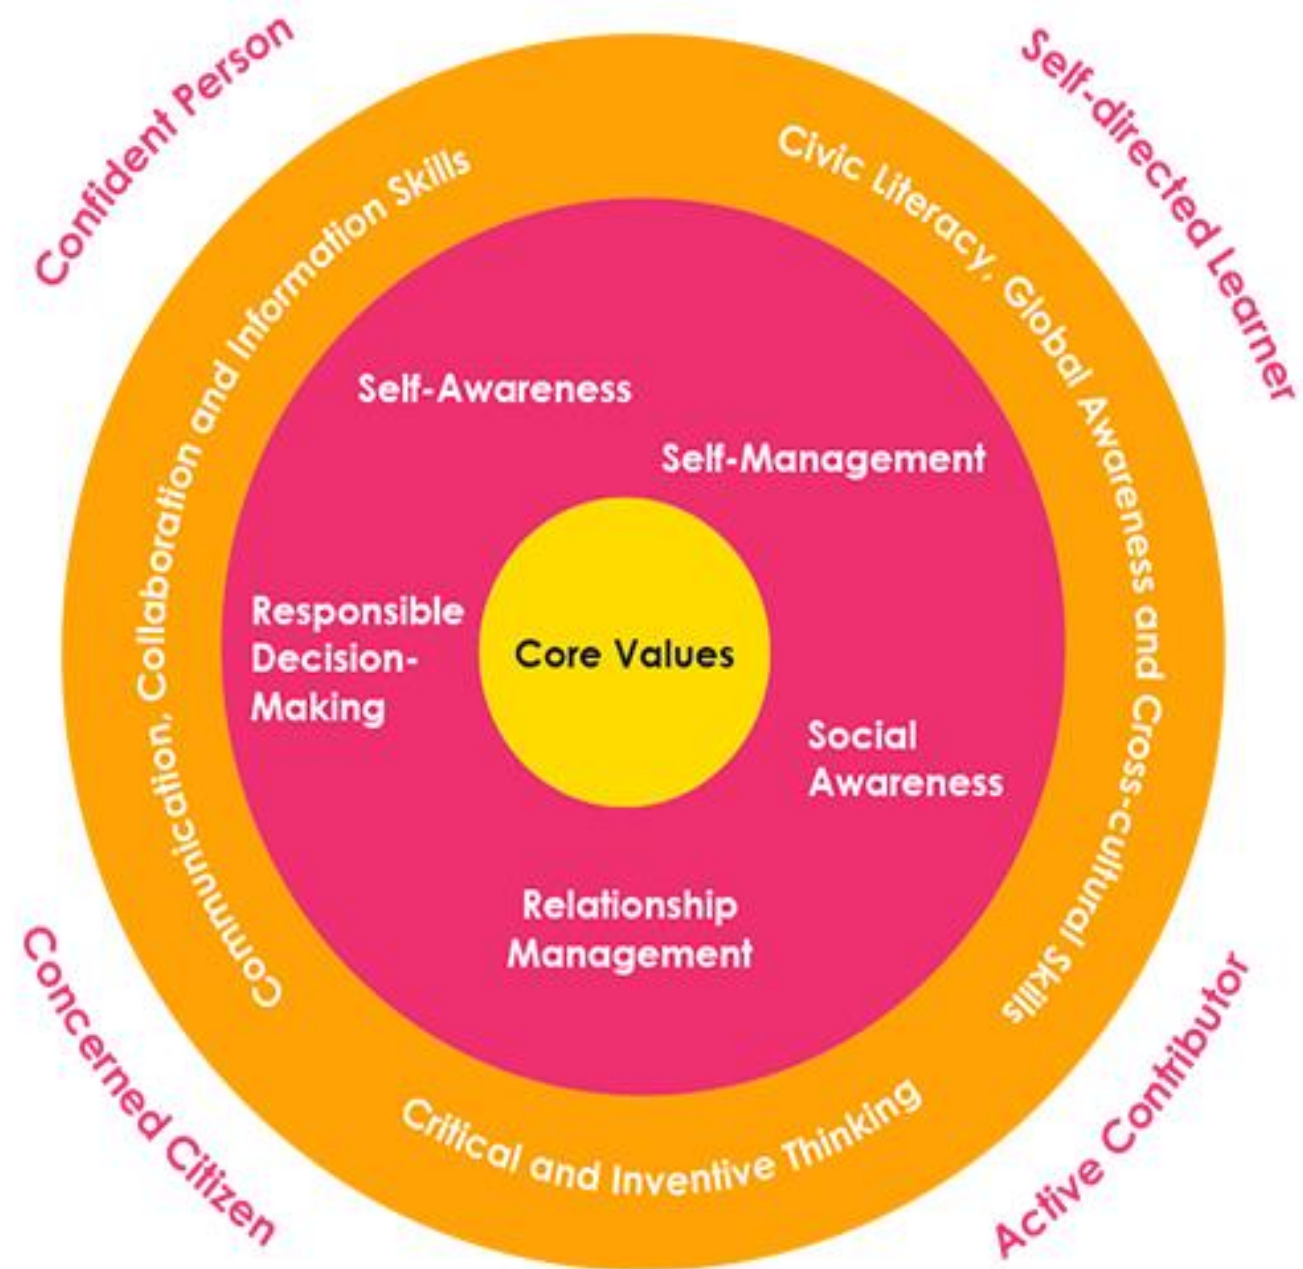 Confident Person
Self-directed Learner
Communication, Collaboration and Information Skills
Civic Literacy, Global Awareness and Cross-cultural Skills
Self-Awareness
Self-Management
Responsible
Decision-
Making
Core Values
Social
Awareness
Relationship
Management
Critical and Inventive Thinking
Concerned Citizen
Active Contributor